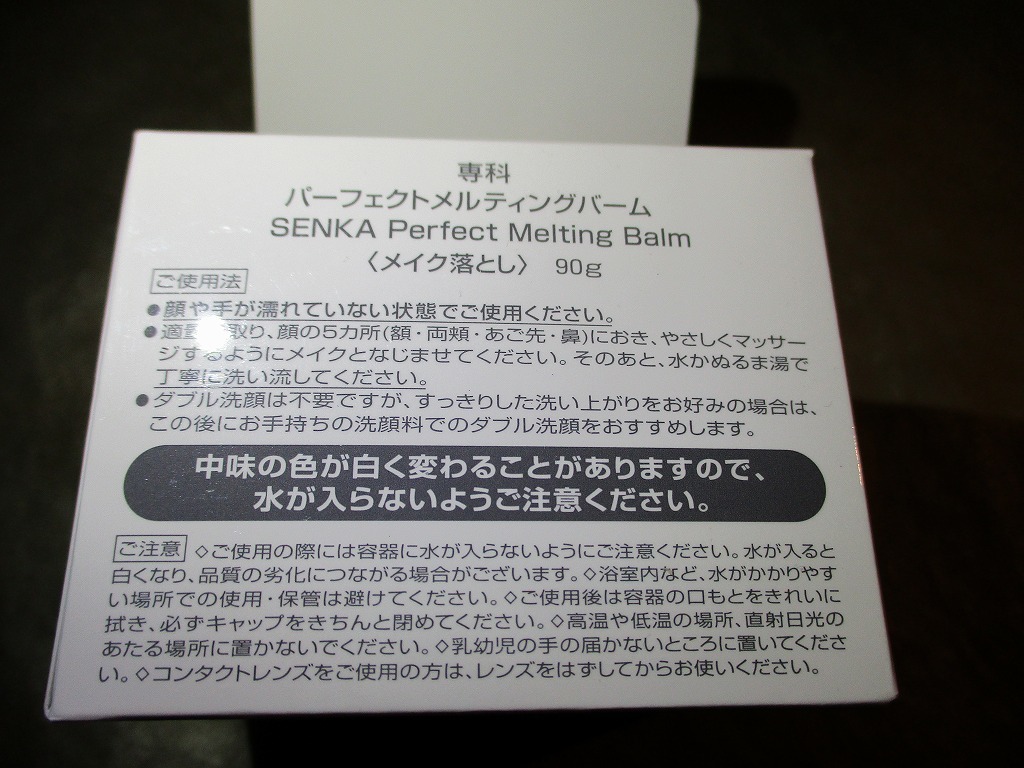 専科
パーフェクトメルティングバーム
SENKA Perfect Melting Balm
〈メイク落とし〉 90g
ご使用法
●顔や手が濡れていない状態でご使用ください。
●適量 取り、顔の5カ所(額・両頬・あご先・鼻)におき、やさしくマッサー
ジするようにメイクとなじませてください。そのあと、水かぬるま湯で
丁寧に洗い流してください。
●ダブル洗顔は不要ですが、すっきりした洗い上がりをお好みの場合は、
この後にお手持ちの洗顔料でのダブル洗顔をおすすめします。
中味の色が白く変わることがありますので、
水が入らないようご注意ください。
ご注意 ◇ご使用の際には容器に水が入らないようにご注意ください。水が入ると
白くなり、品質の劣化につながる場合がございます。◇浴室内など、水がかかりやす
い場所での使用・保管は避けてください。◇ご使用後は容器の口もとをきれいに
拭き、必ずキャップをきちんと閉めてください。◇高温や低温の場所、直射日光の
あたる場所に置かないでください。◇乳幼児の手の届かないところに置いてくださ
い。◇コンタクトレンズをご使用の方は、レンズをはずしてからお使いください。